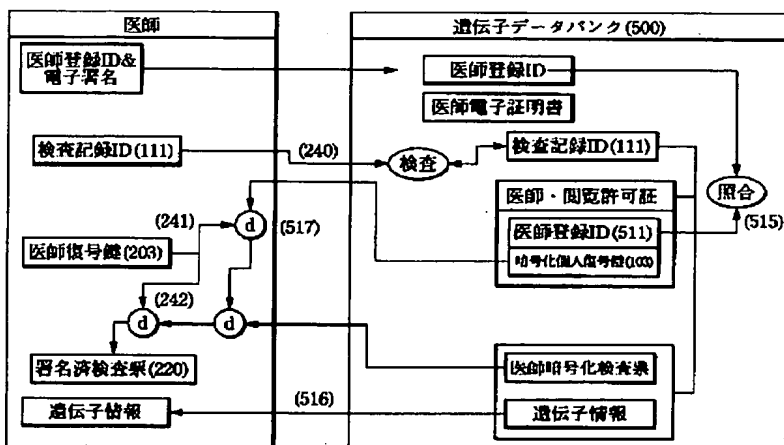 医師
医師登録ID&
電子署名
検査記録ID(111)
(240)
(241)
(517)
医師復号鍵(203)
d
(242)
d
d
署名済検査票(220)
遺伝子情報
(516)
遺伝子データバンク(500)
医師登録ID
医師電子証明書
検査
検査記録ID(111)
照合
(515)
医師・閲覧許可証
医師登録ID(511)
暗号化個人復号鍵(103)
医師暗号化検査票
遺伝子情報